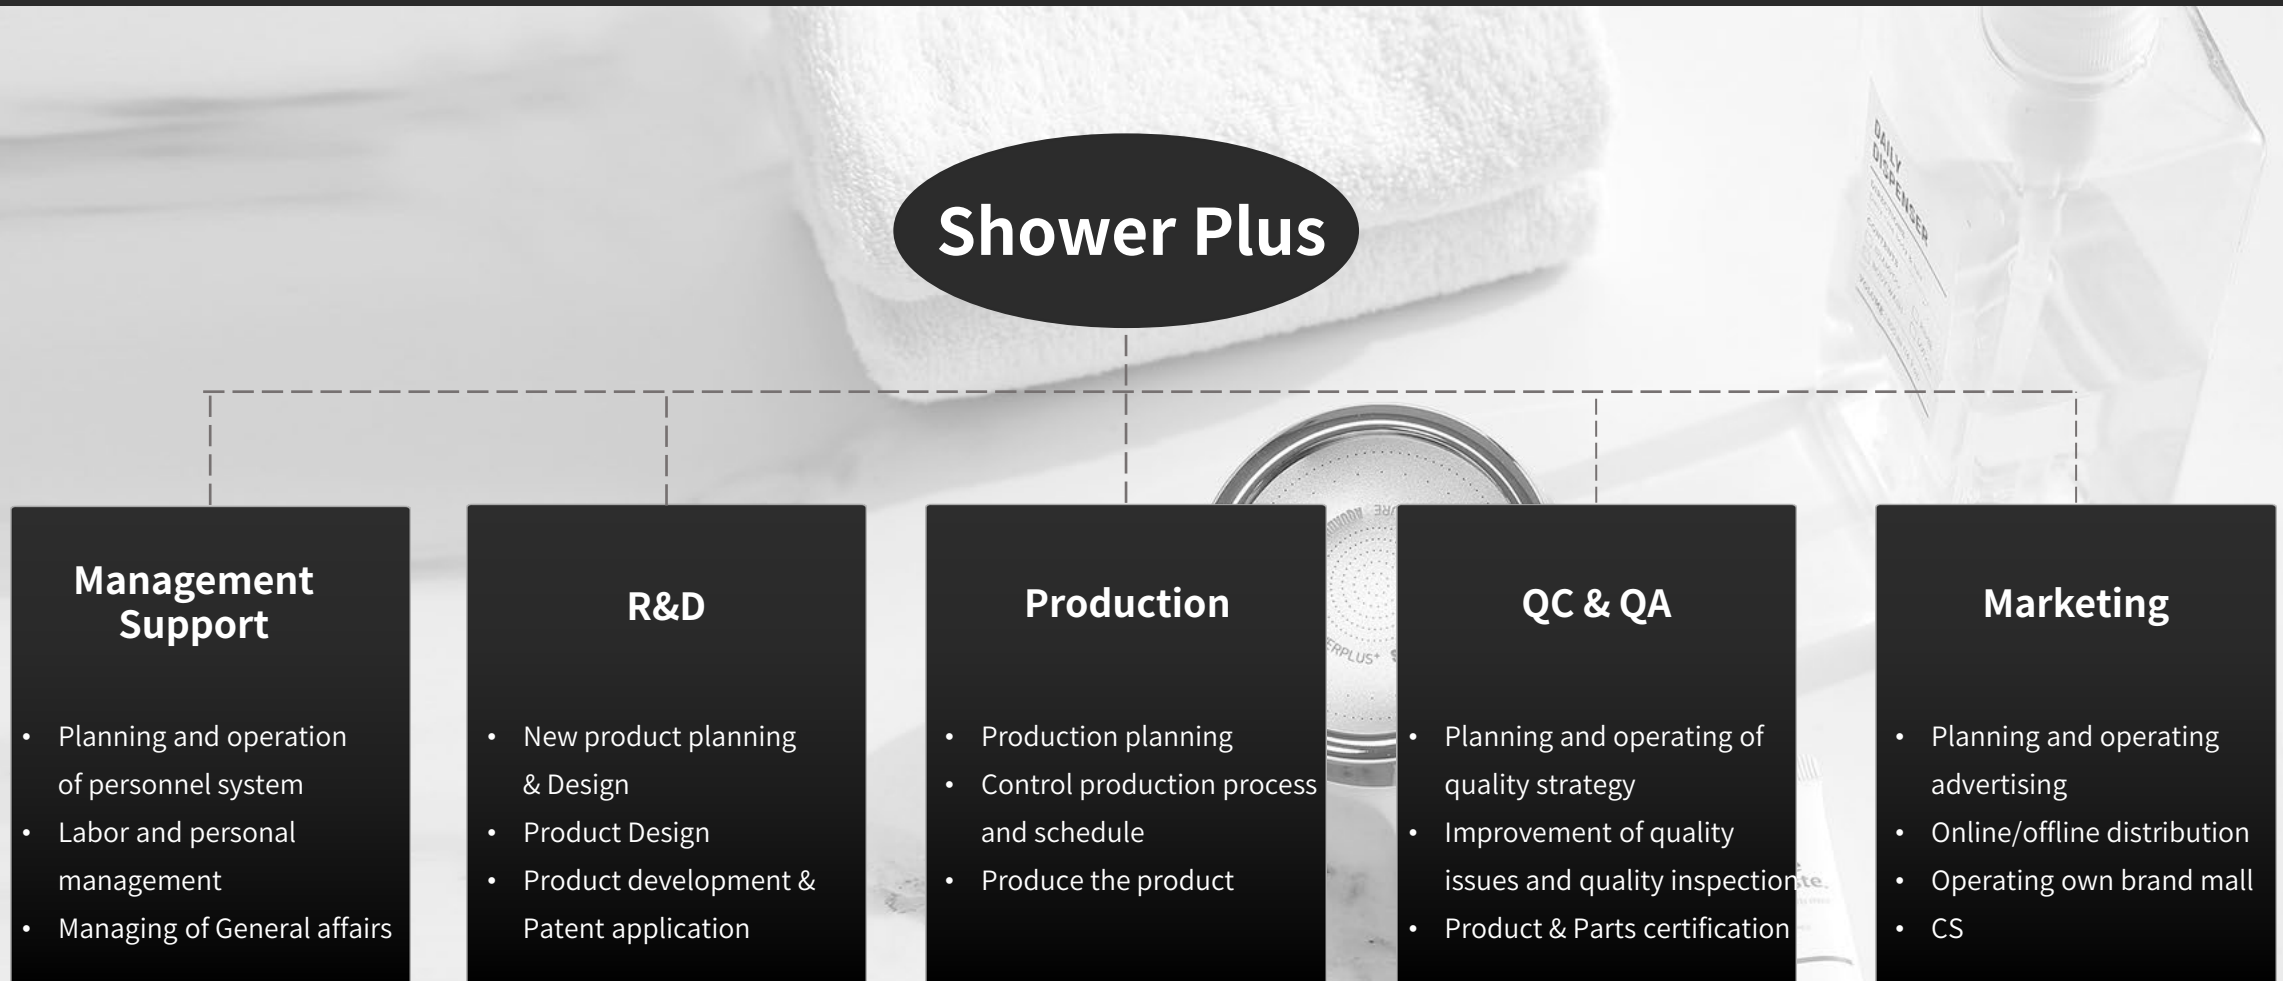 Shower Plus
DAILY
DISPENSER
Management
Support
R&D
Production
QC & QA
Marketing
• Planning and operation
of personnel system
• Labor and personal
management
• Managing of General affairs
• New product planning
& Design
• Product Design
• Product development &
Patent application
• Production planning
• Control production process
and schedule
• Produce the product
• Planning and operating of
quality strategy
• Improvement of quality
issues and quality inspection
• Product & Parts certification
• Planning and operating
advertising
• Online/offline distribution
• Operating own brand mall
• CS